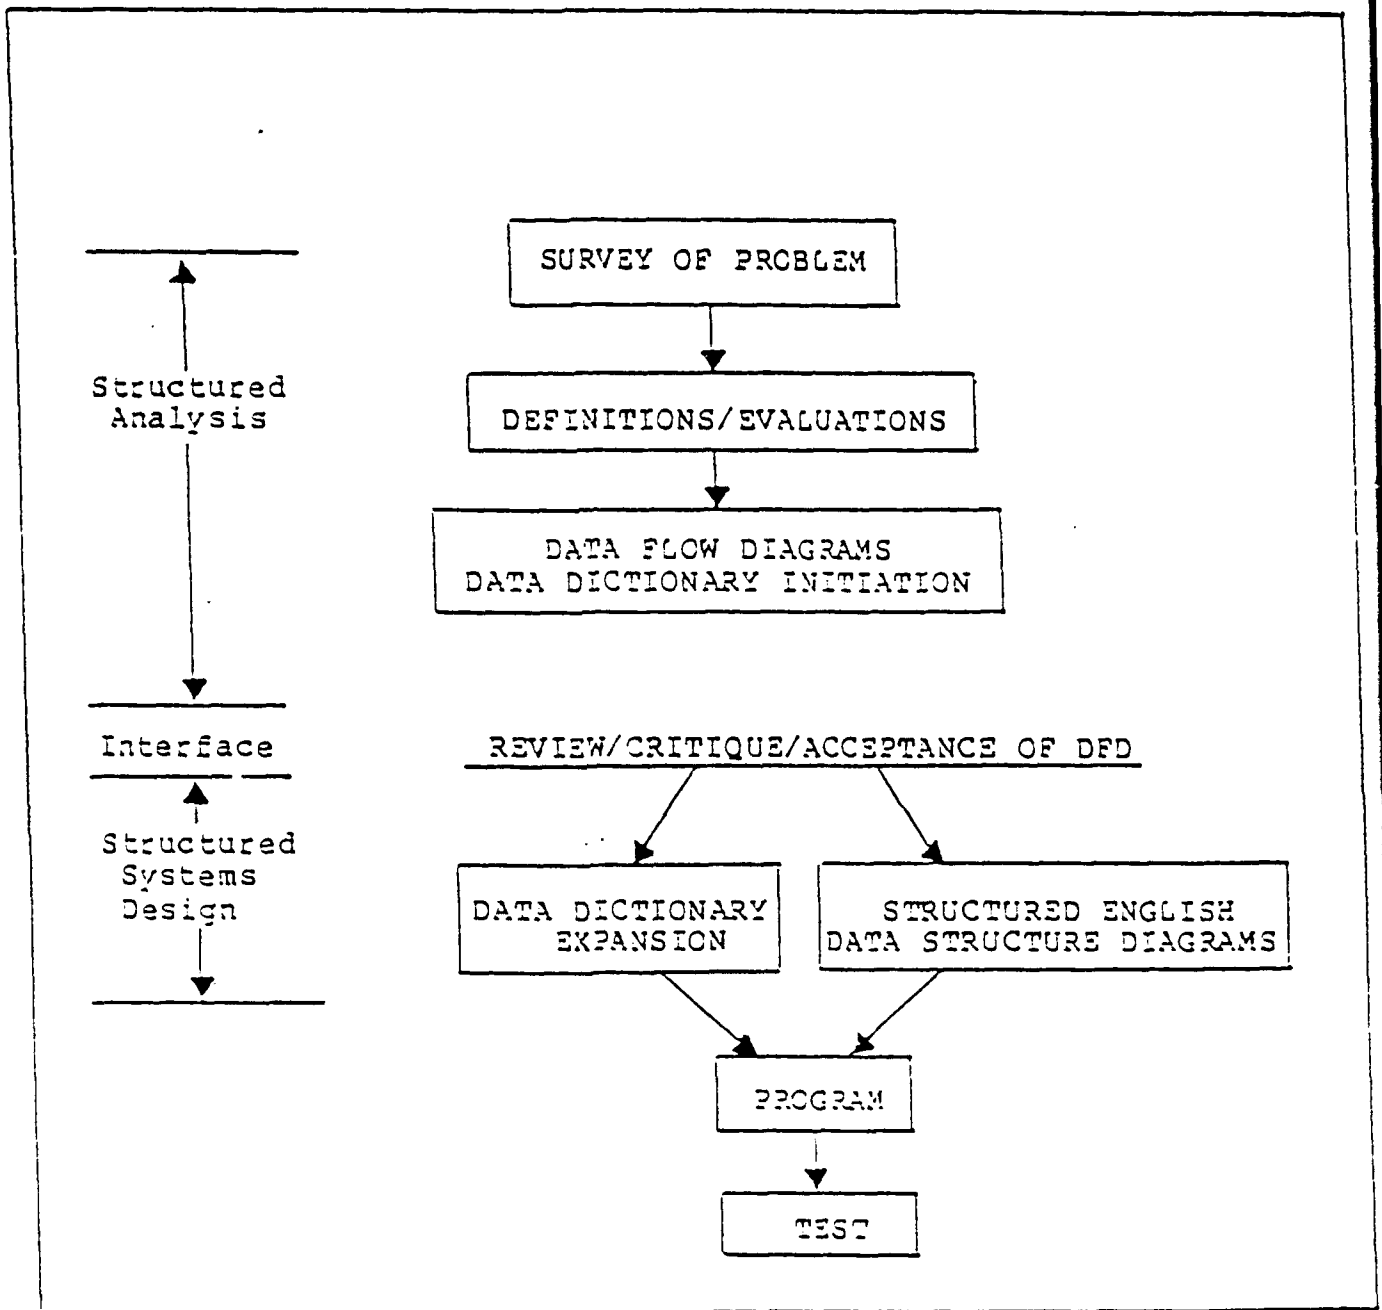 SURVEY OF PROBLEM
Structured
Analysis
DEFINITIONS/EVALUATIONS
DATA FLOW DIAGRAMS
DATA DICTIONARY INITIATION
Interface
REVIEW/CRITIQUE/ACCEPTANCE OF DFD
Structured
Systems
Design
DATA DICTIONARY
EXPANSION
STRUCTURED ENGLISH
DATA STRUCTURE DIAGRAMS
PROGRAM
TEST